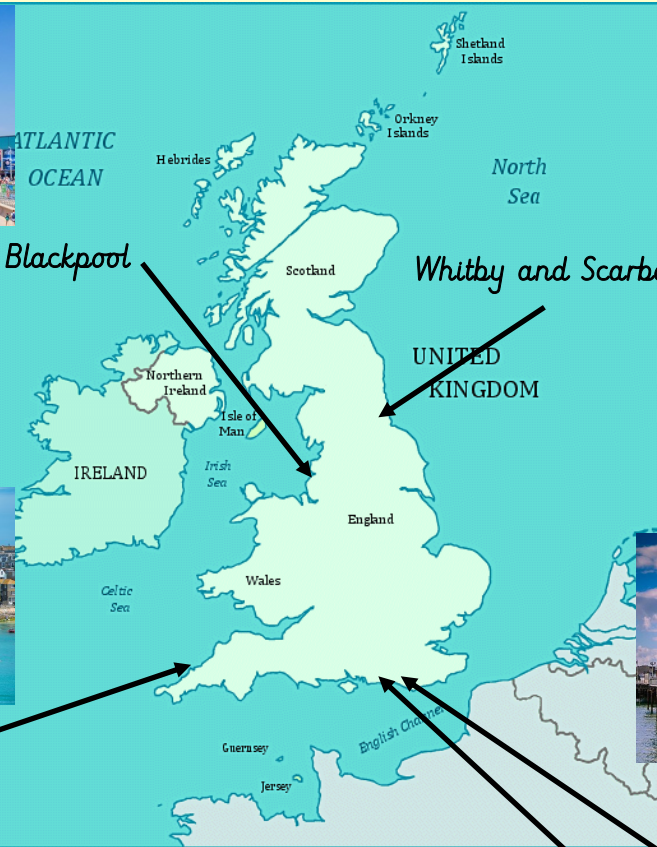 Shetland
Islands
Orkney
Islands
ATLANTIC
OCEAN
Hebrides
North
Sea
Blackpool
Whitby and Scarb
Scotland
UNITED
KINGDOM
Northern
Ireland
Isle of
Man
IRELAND
Irish
Sea
England
Celtic
Sea
Wales
English Channel
Guernsey
Jersey